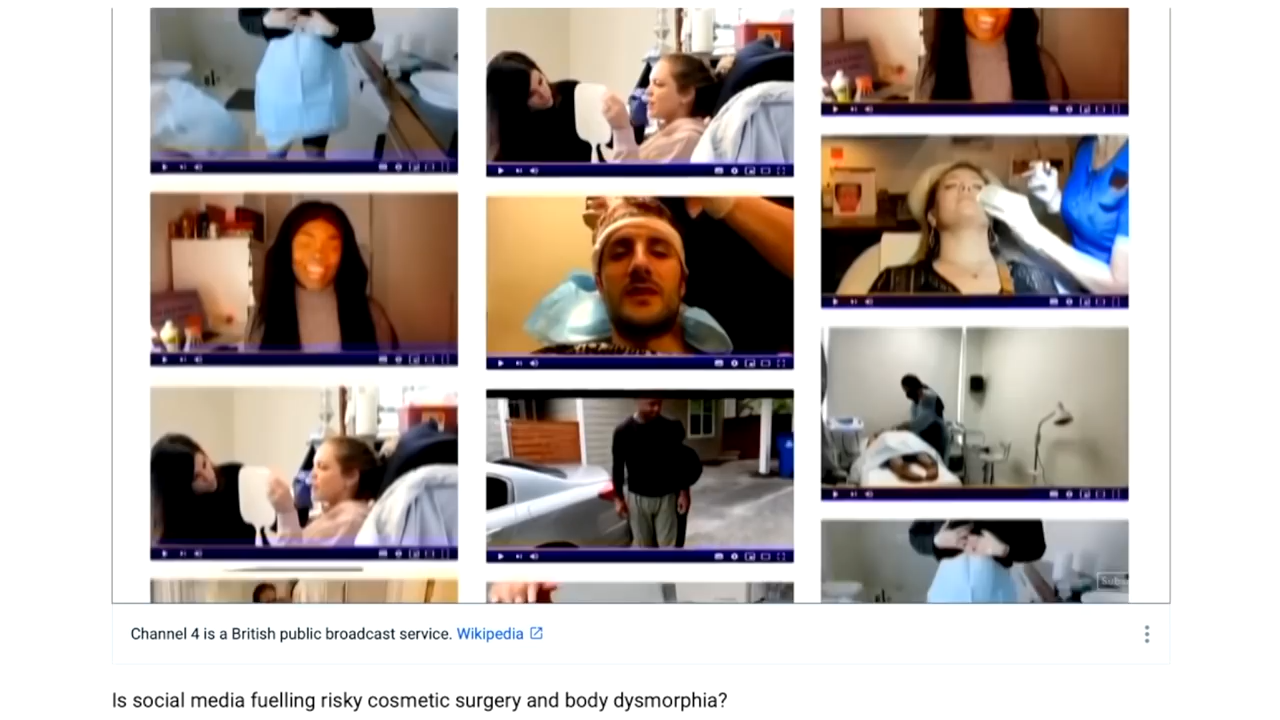 Channel 4 is a British public broadcast service. Wikipedia
Is social media fuelling risky cosmetic surgery and body dysmorphia?